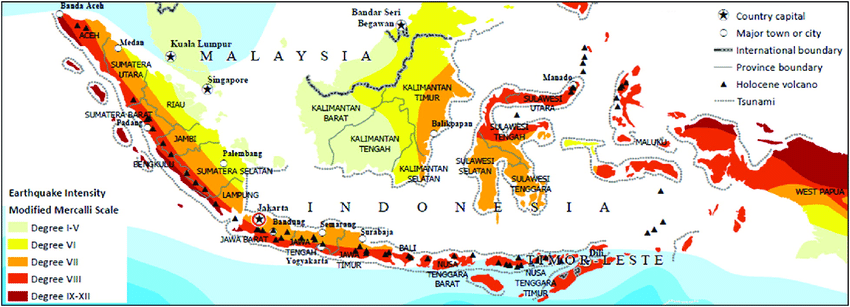 Banda Aceh
ACEH
Medan
SUMATERA
UTARA
Kuala Lumpur
MALAYSIA
Singapore
Bandar Seri
Begawan
RIAU
SUMATERA BARAT
Padang
JAMBI
BENGKULU
Palembang
SUMATERA SELATAN
LAMPUNG
KALIMANTAN
BARAT
KALIMANTAN
TENGAH
KALIMANTAN
TIMUR
Balikpapan
KALIMANTAN
SELATAN
Manado
SULAWESI
UTARA
SULAWESI
TENGAH
SULAWESI
SELATAN
SULAWESI
TENGGARA
MALUKU
WEST PAPUA
INDONESIA
Jakarta
Bandung
Semarang
Surabaja
JAWA BARAT
JAWA
TENGAH
Yogyakarta
JAWA
TIMUR
BALI
NUSA
TENGGARA
BARAT
Dili
TIMOR-LESTE
NUSA
TENGGARA
TIMUR
Country capital
Major town or city
International boundary
Province boundary
Holocene volcano
Tsunami
Earthquake Intensity
Modified Mercalli Scale
Degree I-V
Degree VI
Degree VII
Degree VIII
Degree IX-XII